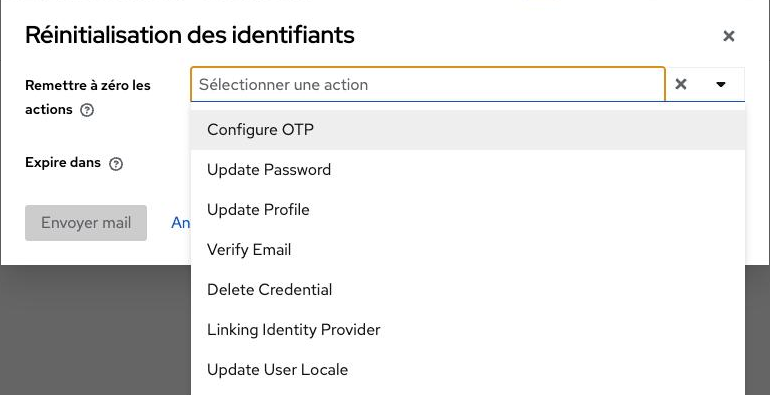 Réinitialisation des identifiants
Remettre à zéro les
actions
Sélectionner une action
Configure OTP
Update Password
Expire dans
Update Profile
Envoyer mail
An
Verify Email
Delete Credential
Linking Identity Provider
Update User Locale